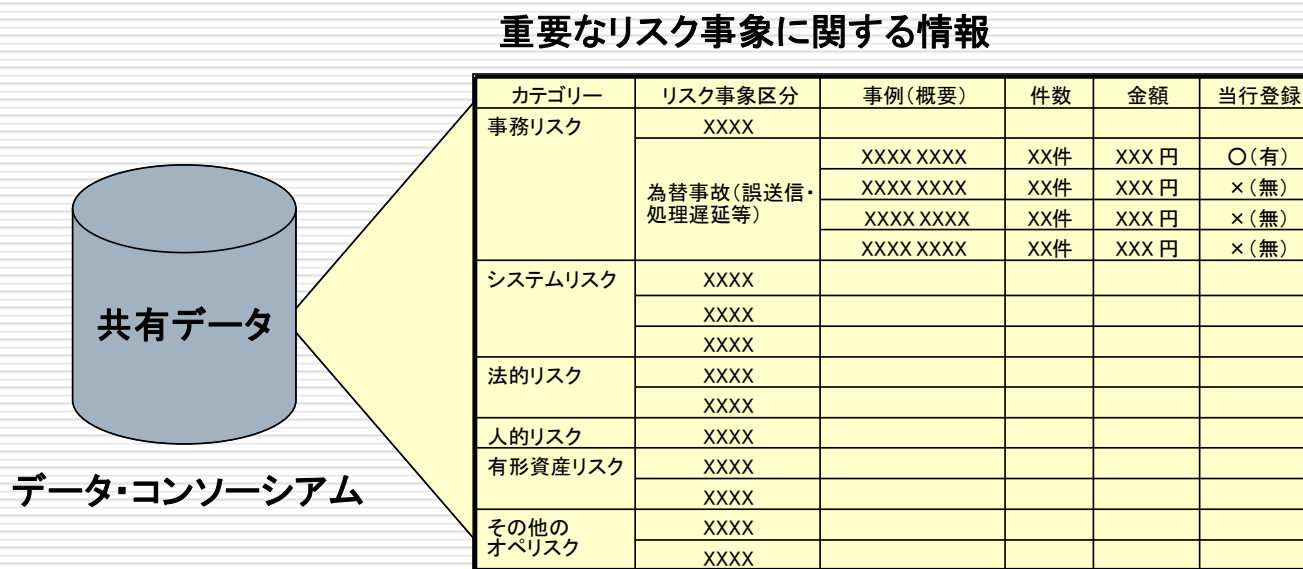 重要なリスク事象に関する情報
カテゴリー リスク事象区分 事例(概要) 件数 金額 当行登録
事務リスク XXXX
為替事故(誤送信・
処理遅延等)
XXXX XXXX XX件 XXX 円 ○(有)
XXXX XXXX XX件 XXX 円 ×(無)
XXXX XXXX XX件 XXX 円 ×(無)
XXXX XXXX XX件 XXX 円 ×(無)
システムリスク XXXX
XXXX
XXXX
法的リスク XXXX
XXXX
人的リスク XXXX
有形資産リスク XXXX
XXXX
その他の
オペリスク
XXXX
XXXX
共有データ
データ・コンソーシアム